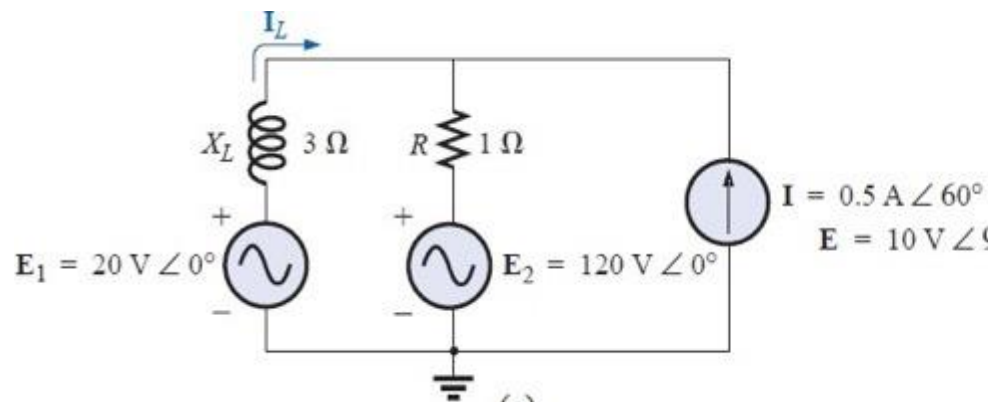 I_L
X_L 3 Ω R 1 Ω
I = 0.5 A ∠ 60°
E = 10 V ∠
+ +
E₁ = 20 V ∠ 0° E₂ = 120 V ∠ 0°
− −